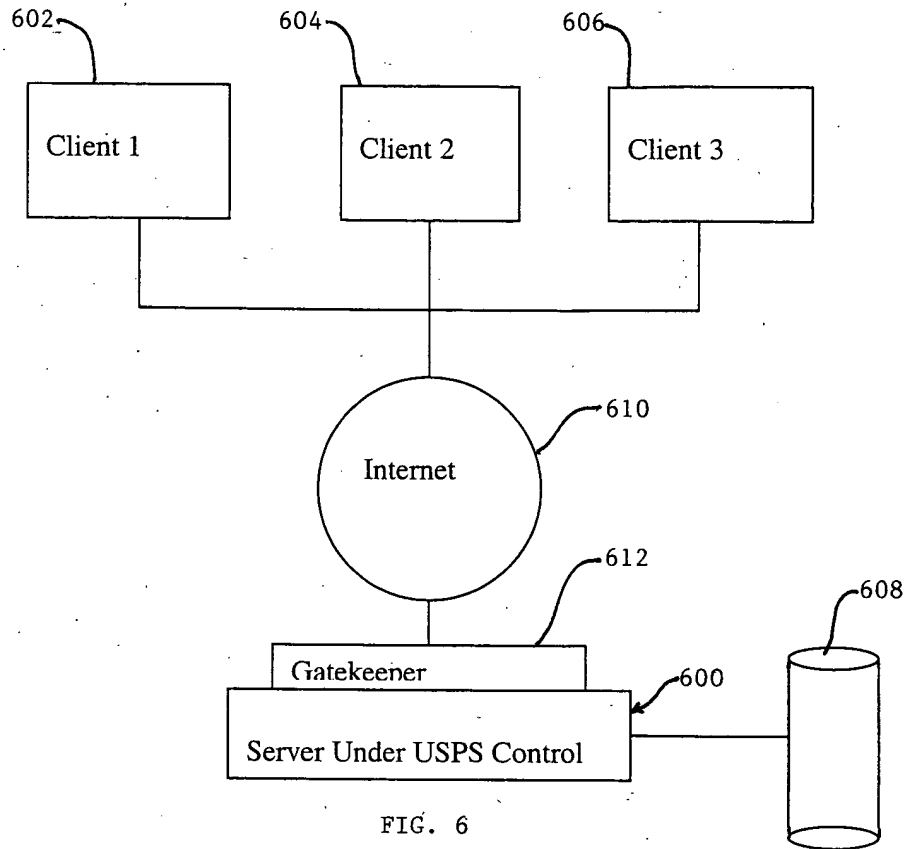 602
604
606
Client 1
Client 2
Client 3
610
Internet
612
608
Gatekeeper
600
Server Under USPS Control
FIG. 6